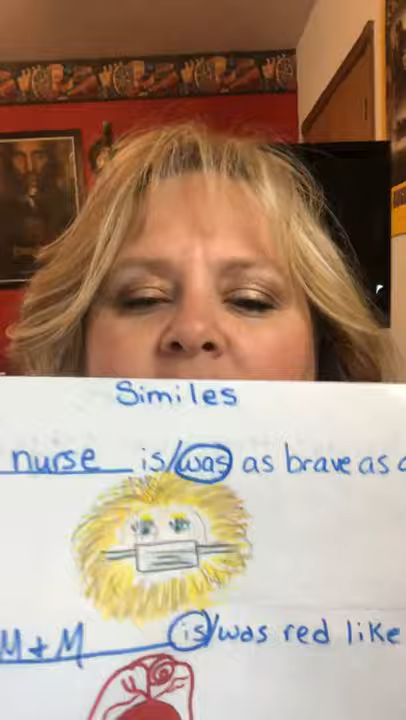 Similes
nurse is/was as brave as a
M+M is/was red like